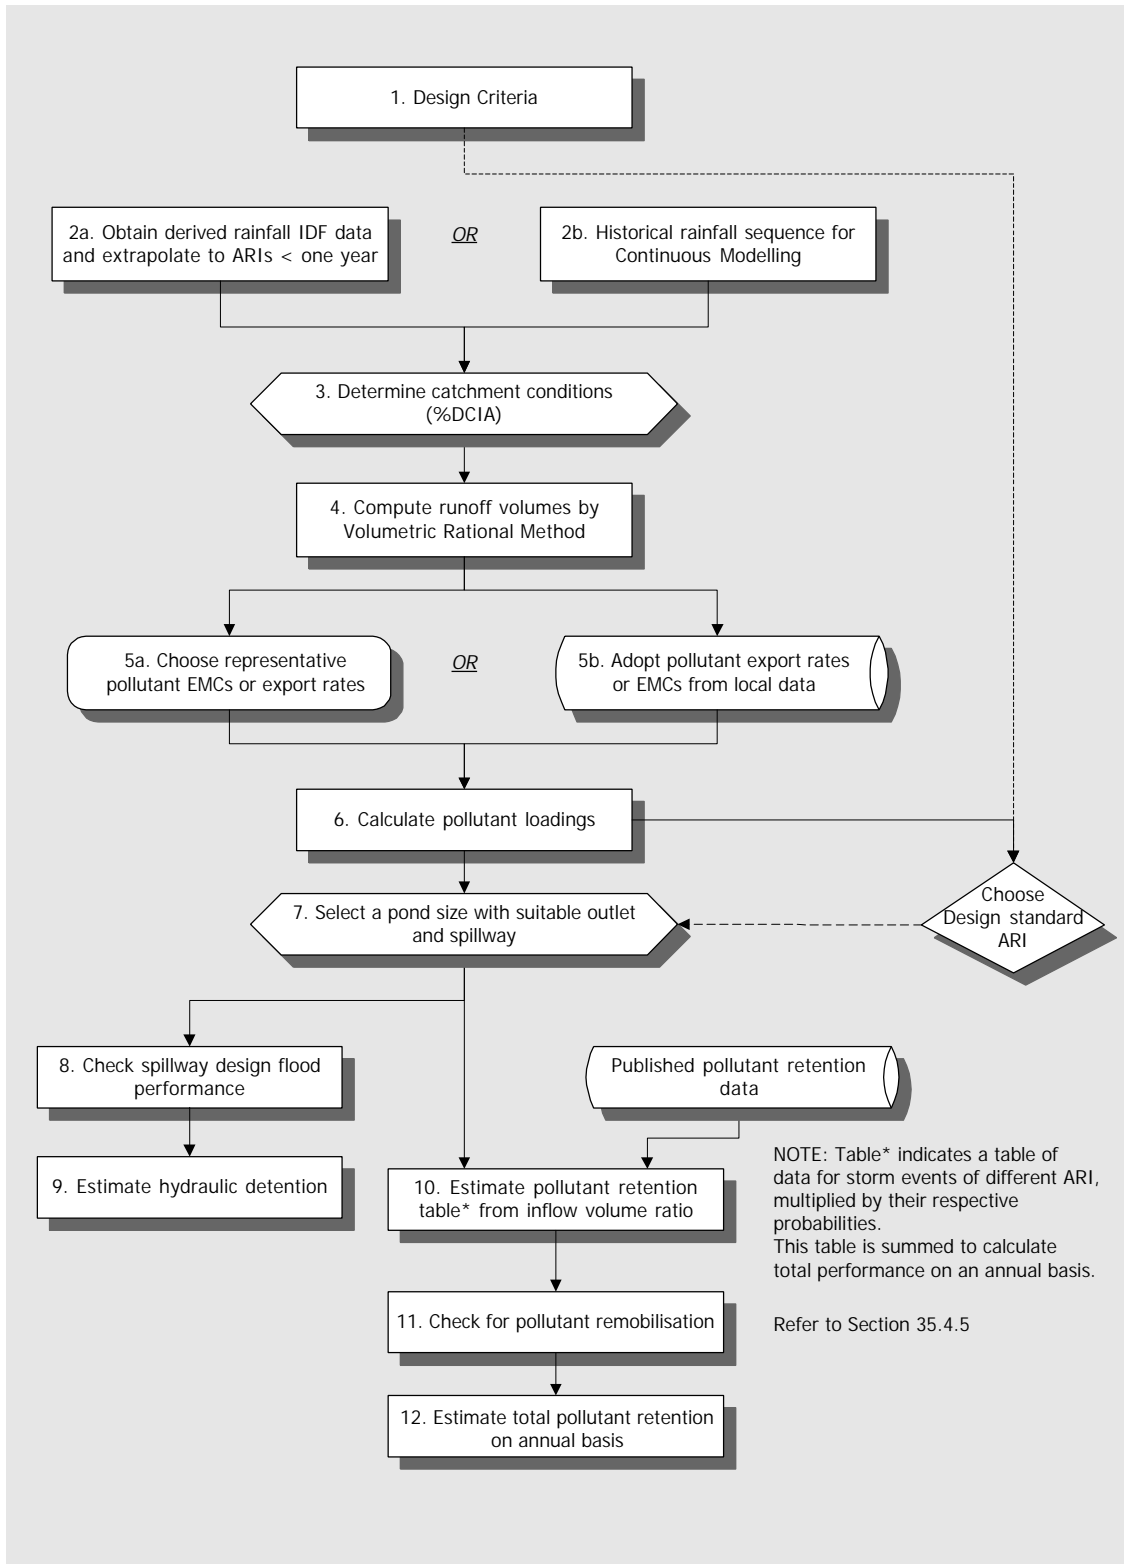 1. Design Criteria
2a. Obtain derived rainfall IDF data
and extrapolate to ARIs < one year
OR
2b. Historical rainfall sequence for
Continuous Modelling
3. Determine catchment conditions
(%DCIA)
4. Compute runoff volumes by
Volumetric Rational Method
5a. Choose representative
pollutant EMCs or export rates
OR
5b. Adopt pollutant export rates
or EMCs from local data
6. Calculate pollutant loadings
Choose
Design standard
ARI
7. Select a pond size with suitable outlet
and spillway
8. Check spillway design flood
performance
Published pollutant retention
data
9. Estimate hydraulic detention
10. Estimate pollutant retention
table* from inflow volume ratio
NOTE: Table* indicates a table of
data for storm events of different ARI,
multiplied by their respective
probabilities.
This table is summed to calculate
total performance on an annual basis.
Refer to Section 35.4.5
11. Check for pollutant remobilisation
12. Estimate total pollutant retention
on annual basis